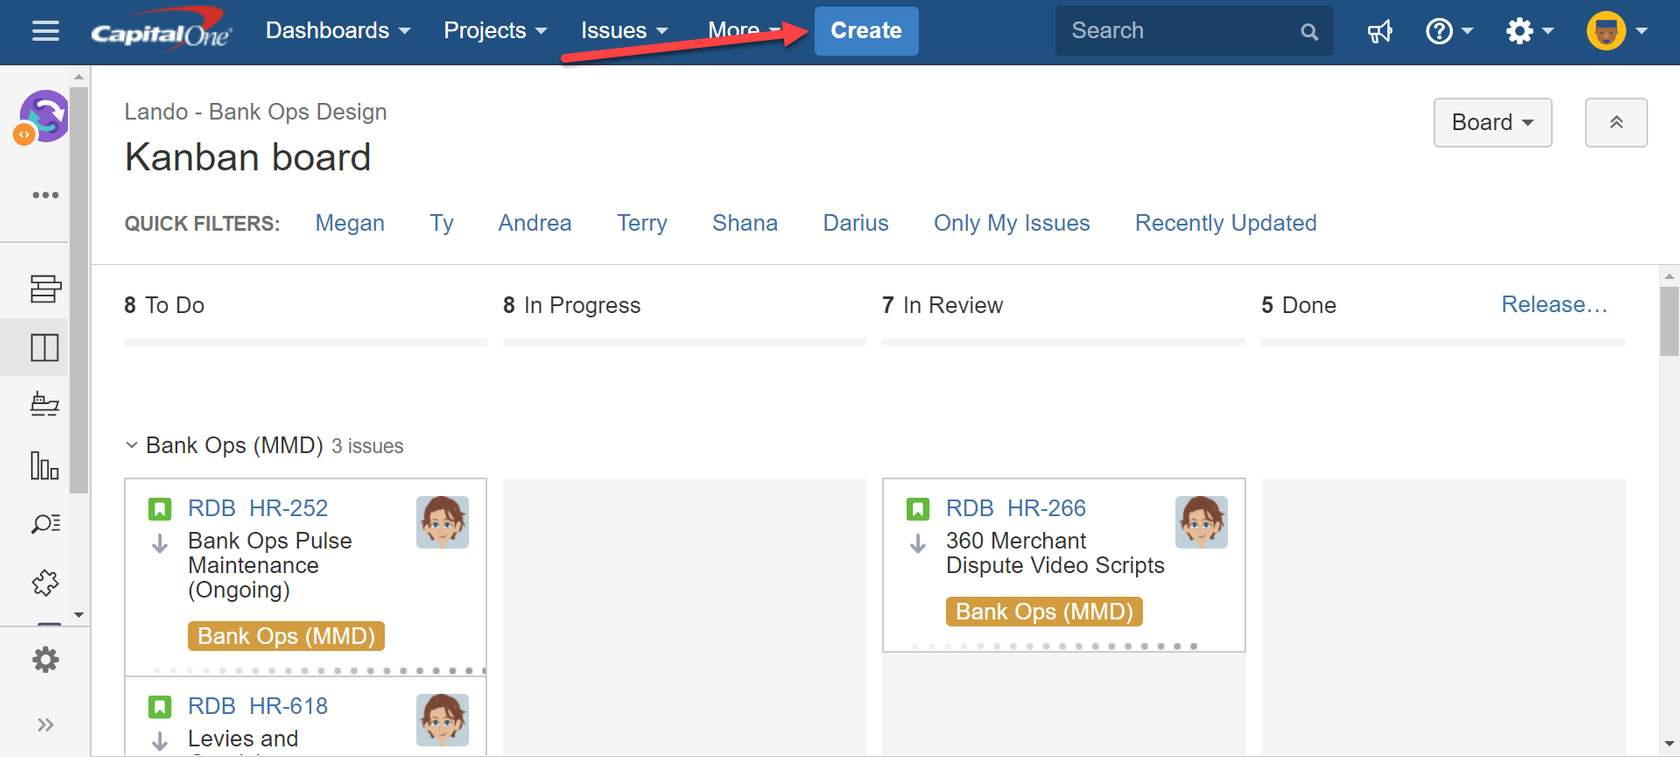 CapitalOne Dashboards Projects Issues More Create Search
Lando - Bank Ops Design
Kanban board
Board
QUICK FILTERS: Megan Ty Andrea Terry Shana Darius Only My Issues Recently Updated
8 To Do 8 In Progress 7 In Review 5 Done Release...
Bank Ops (MMD) 3 issues
RDB HR-252
Bank Ops Pulse
Maintenance
(Ongoing)
Bank Ops (MMD)
RDB HR-266
360 Merchant
Dispute Video Scripts
Bank Ops (MMD)
RDB HR-618
Levies and